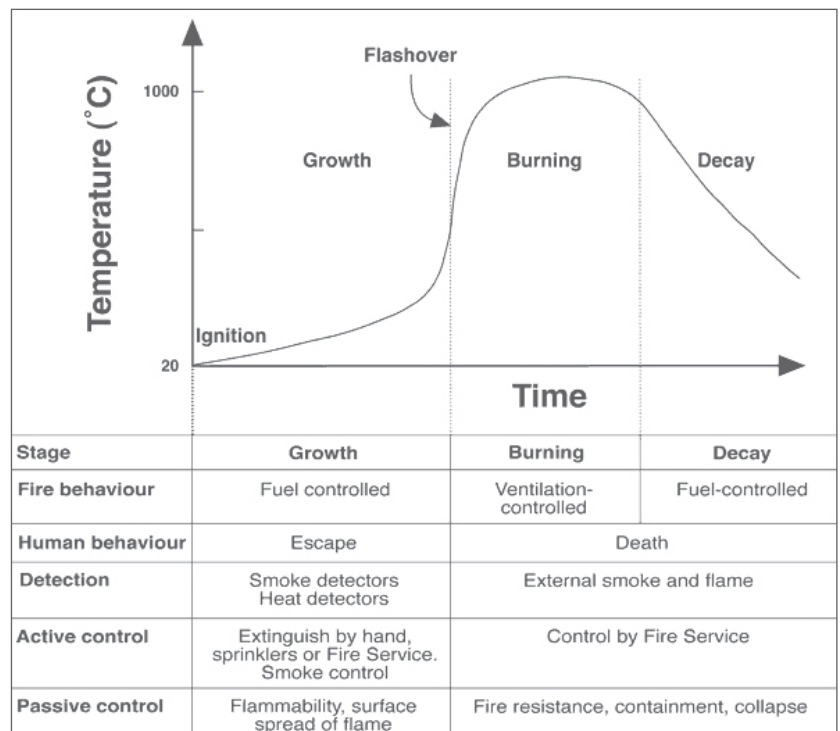 Flashover
1000
Temperature (˚C)
Growth
Burning
Decay
Ignition
20
Time
Stage
Growth
Burning
Decay
Fire behaviour
Fuel controlled
Ventilation-
controlled
Fuel-controlled
Human behaviour
Escape
Death
Detection
Smoke detectors
Heat detectors
External smoke and flame
Active control
Extinguish by hand,
sprinklers or Fire Service.
Smoke control
Control by Fire Service
Passive control
Flammability, surface
spread of flame
Fire resistance, containment, collapse